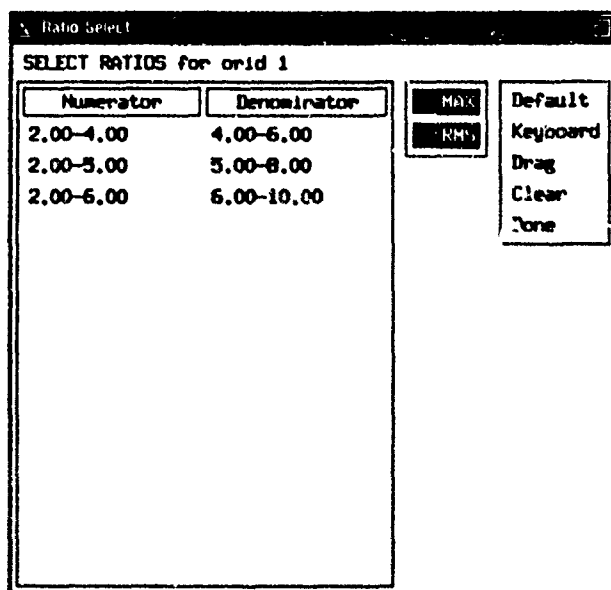 Ratio Select
SELECT RATIOS for orid 1
Numerator Denominator
2.00-4.00 4.00-6.00
2.00-5.00 5.00-8.00
2.00-6.00 6.00-10.00
MAX
RMS
Default
Keyboard
Drag
Clear
Done